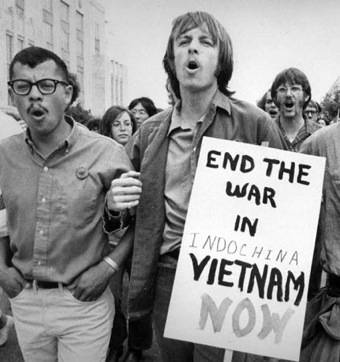 END THE
WAR
IN
INDOCHINA
VIETNAM
NOW